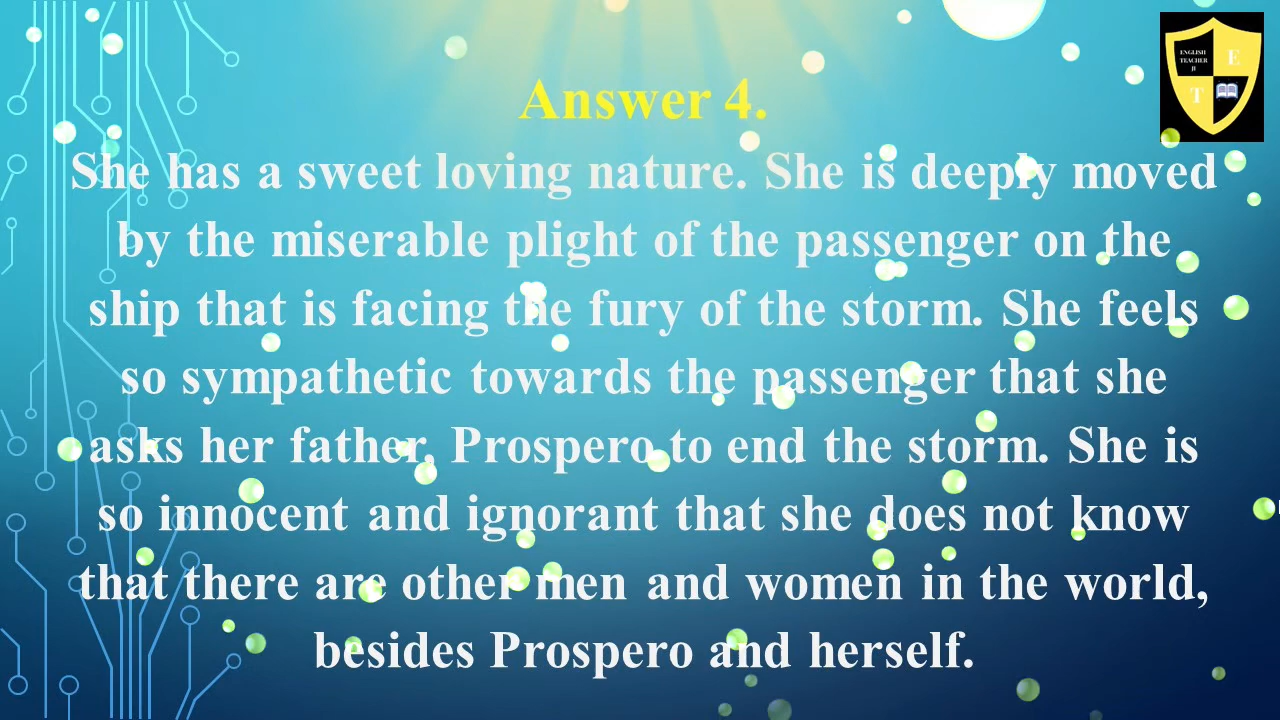 ENGLISH
TEACHER
JI
E
T
Answer 4.
She has a sweet loving nature. She is deeply moved
by the miserable plight of the passenger on the
ship that is facing the fury of the storm. She feels
so sympathetic towards the passenger that she
asks her father, Prospero to end the storm. She is
so innocent and ignorant that she does not know
that there are other men and women in the world,
besides Prospero and herself.